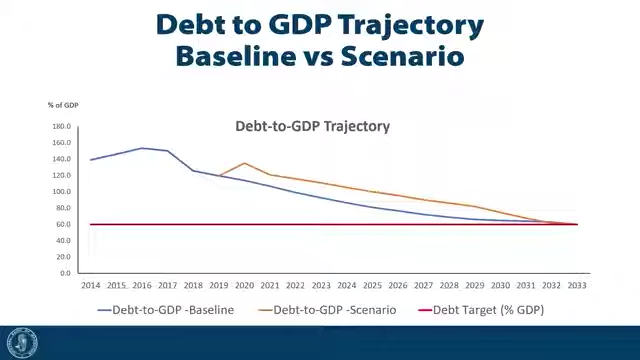 Debt to GDP Trajectory
Baseline vs Scenario
% of GDP
Debt-to-GDP Trajectory
180.0
160.0
140.0
120.0
100.0
80.0
60.0
40.0
20.0
0.0
2014 2015 2016 2017 2018 2019 2020 2021 2022 2023 2024 2025 2026 2027 2028 2029 2030 2031 2032 2033
Debt-to-GDP -Baseline Debt-to-GDP -Scenario Debt Target (% GDP)